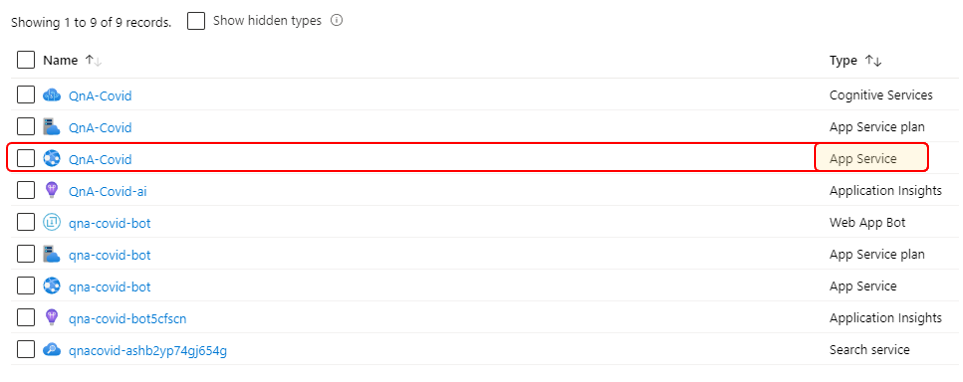 Showing 1 to 9 of 9 records. Show hidden types
Name Type
QnA-Covid Cognitive Services
QnA-Covid App Service plan
QnA-Covid App Service
QnA-Covid-ai Application Insights
qna-covid-bot Web App Bot
qna-covid-bot App Service plan
qna-covid-bot App Service
qna-covid-bot5cfscn Application Insights
qnacovid-ashb2yp74gj654g Search service